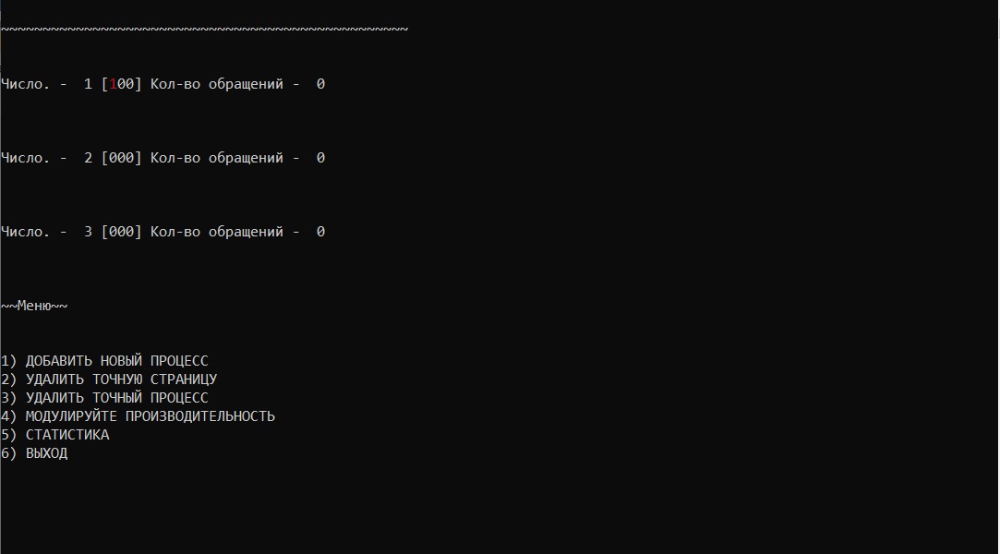 ~~~~~~~~~~~~~~~~~~~~~~~~~~~~~~~~~~~~~~~~~~~~~~~~~
Число. -  1 [100] Кол-во обращений -  0
Число. -  2 [000] Кол-во обращений -  0
Число. -  3 [000] Кол-во обращений -  0
~~Меню~~
1) ДОБАВИТЬ НОВЫЙ ПРОЦЕСС
2) УДАЛИТЬ ТОЧНУЮ СТРАНИЦУ
3) УДАЛИТЬ ТОЧНЫЙ ПРОЦЕСС
4) МОДУЛИРУЙТЕ ПРОИЗВОДИТЕЛЬНОСТЬ
5) СТАТИСТИКА
6) ВЫХОД